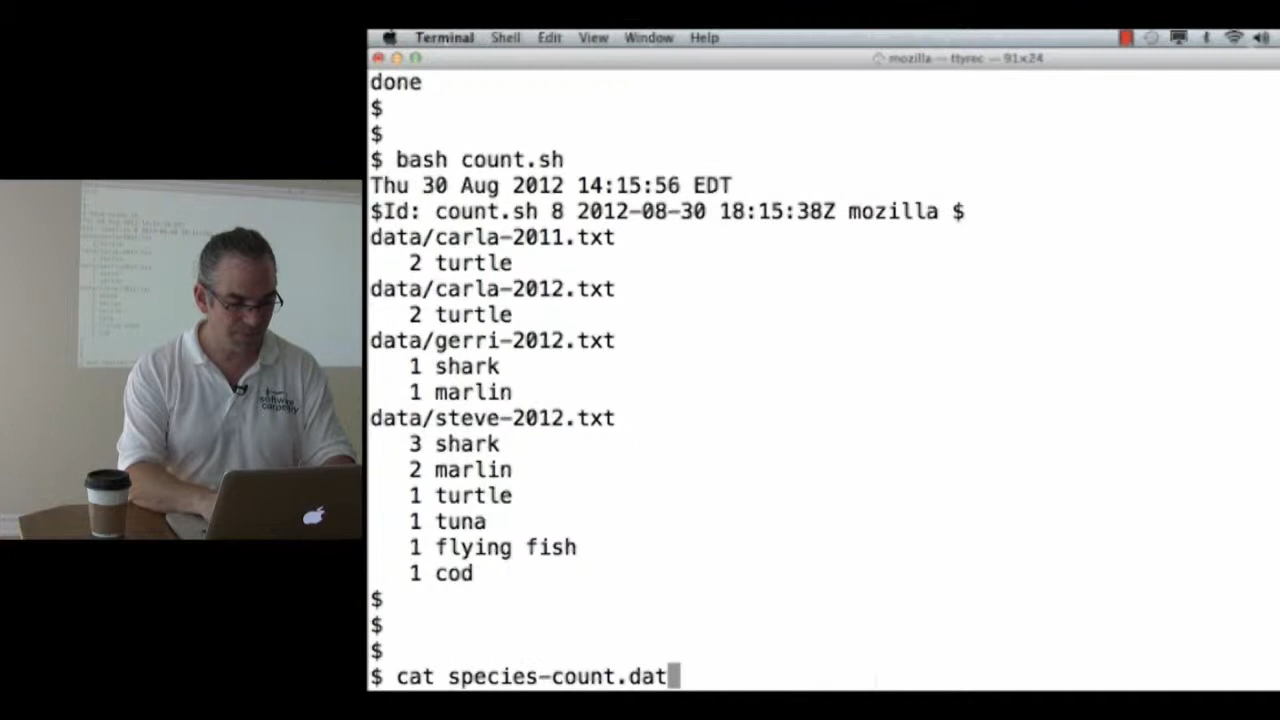 Terminal Shell Edit View Window Help
mozilla — ttyrec — 91×24
done
$
$
$ bash count.sh
Thu 30 Aug 2012 14:15:56 EDT
$Id: count.sh 8 2012-08-30 18:15:38Z mozilla $
data/carla-2011.txt
2 turtle
data/carla-2012.txt
2 turtle
data/gerri-2012.txt
1 shark
1 marlin
data/steve-2012.txt
3 shark
2 marlin
1 turtle
1 tuna
1 flying fish
1 cod
$
$
$
$ cat species-count.dat
software
carpentry